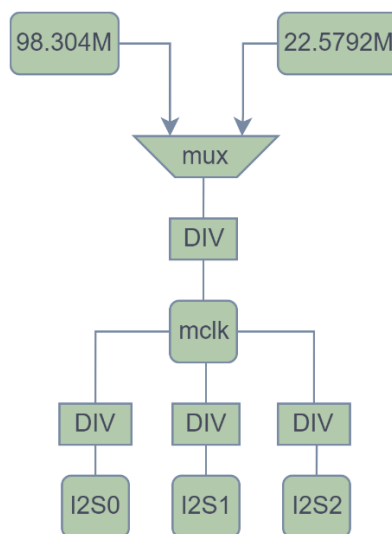 98.304M
22.5792M
mux
DIV
mclk
DIV
DIV
DIV
I2S0
I2S1
I2S2